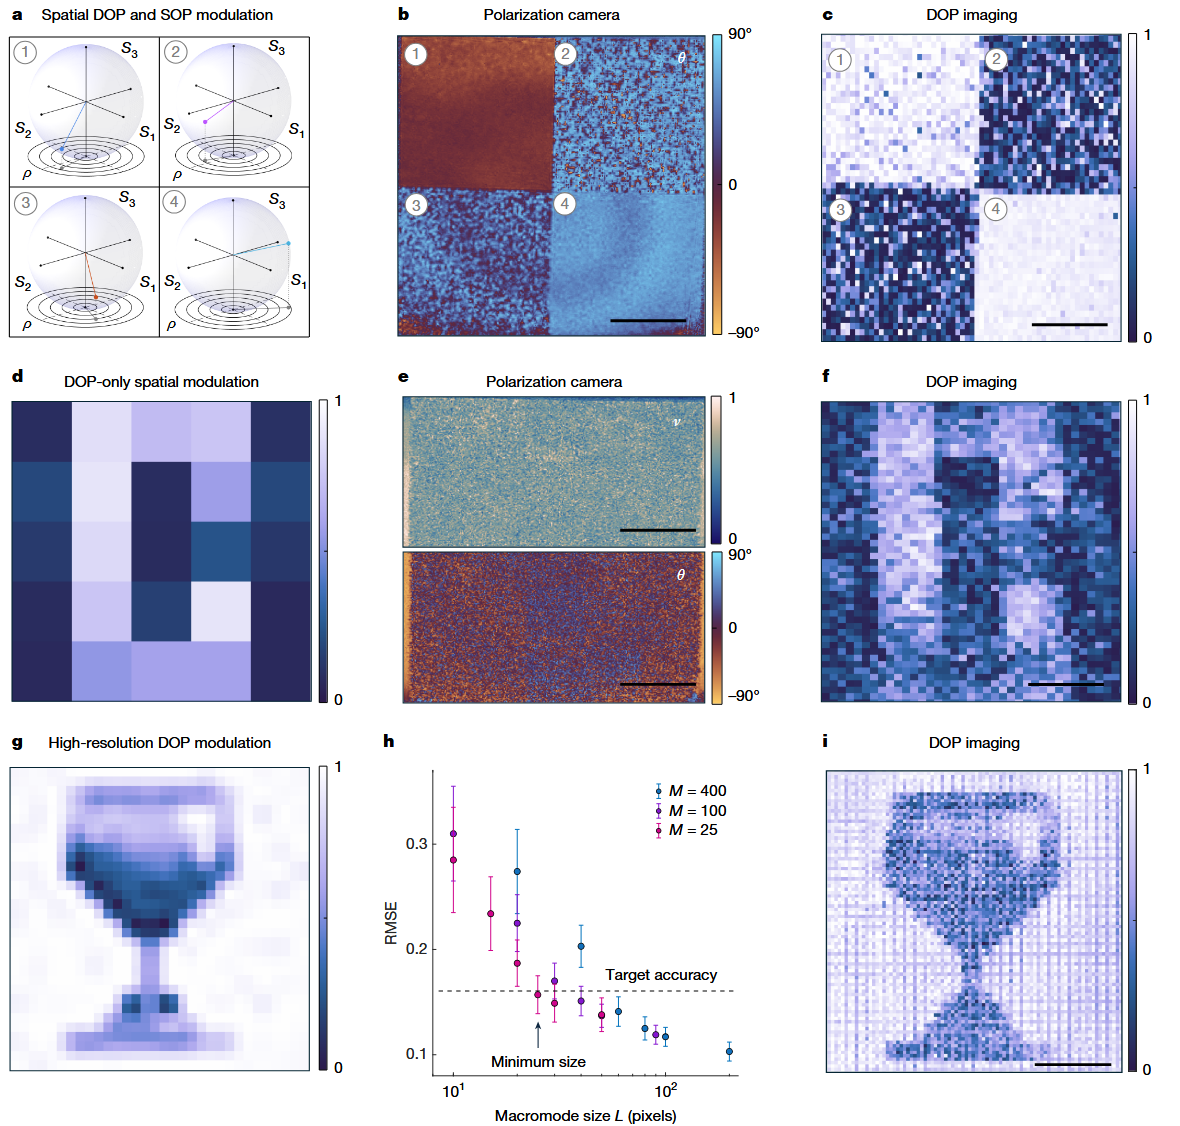 a Spatial DOP and SOP modulation
1 S3 S2 S1 ρ
2 S3 S2 S1 ρ
3 S3 S2 S1 ρ
4 S3 S2 S1 ρ
b Polarization camera
1 2 θ
3 4
90°
0
–90°
c DOP imaging
1 2
3 4
1
0
d DOP-only spatial modulation
1
0
e Polarization camera
ν
1
0
θ
90°
0
–90°
f DOP imaging
1
0
g High-resolution DOP modulation
1
0
h
M = 400
M = 100
M = 25
0.3
0.2
0.1
RMSE
Target accuracy
Minimum size
10¹ 10²
Macromode size L (pixels)
i DOP imaging
1
0